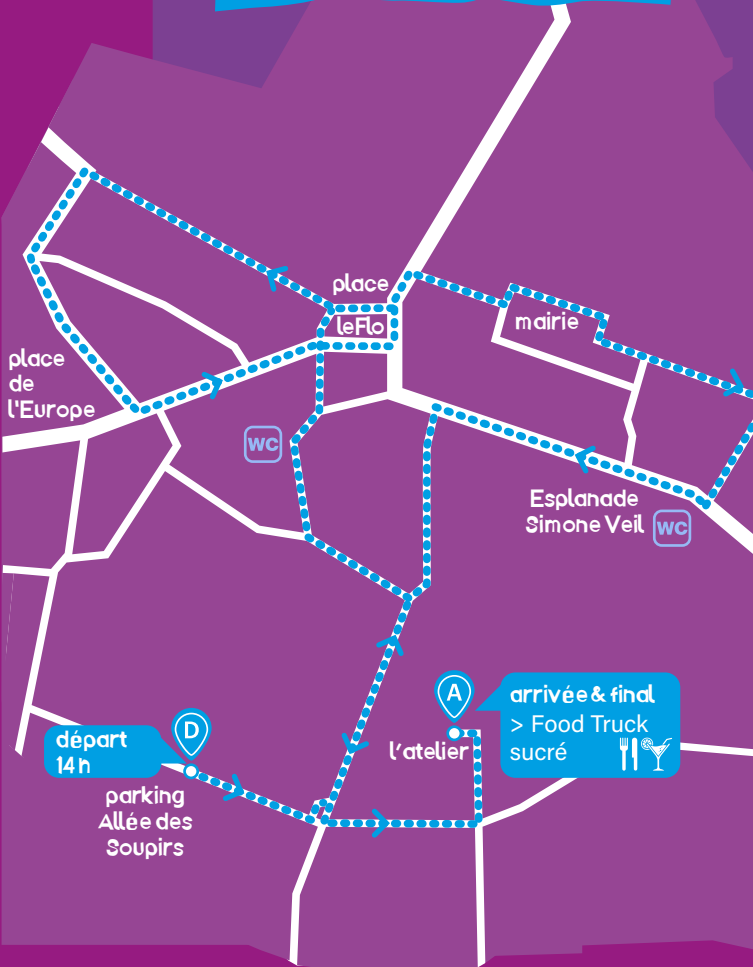 place
leFlo
mairie
place
de
l'Europe
WC
Esplanade
Simone Veil
WC
A
arrivée & final
> Food Truck
sucré
D
départ
14h
l'atelier
parking
Allée des
Soupirs